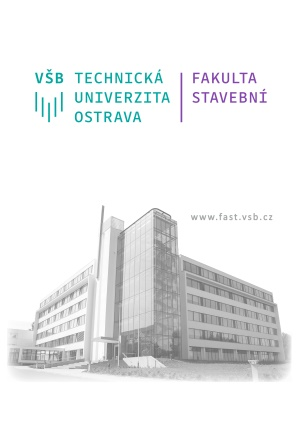 VŠB TECHNICKÁ
UNIVERZITA
OSTRAVA
FAKULTA
STAVEBNÍ
www.fast.vsb.cz